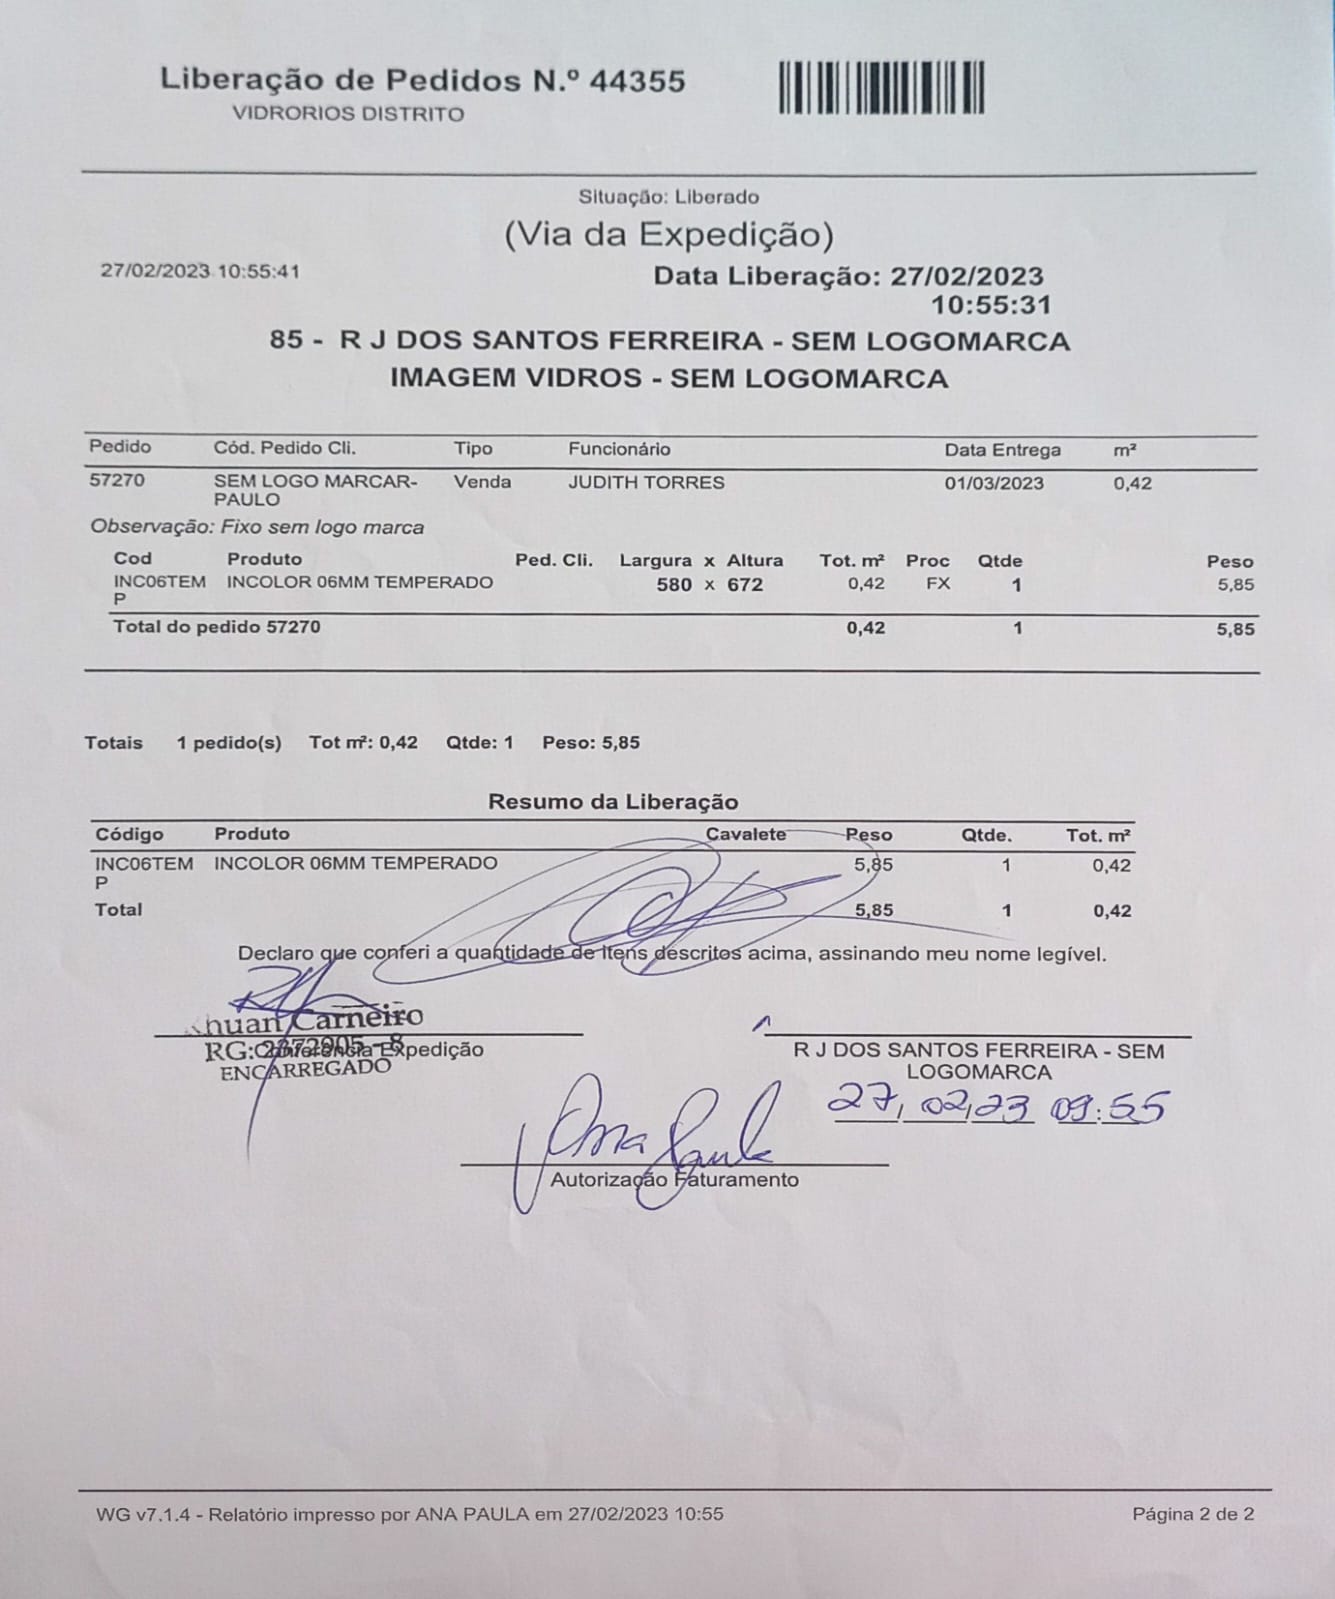 Liberação de Pedidos N.º 44355
VIDRORIOS DISTRITO
Situação: Liberado
(Via da Expedição)
27/02/2023 10:55:41
Data Liberação: 27/02/2023
10:55:31
85 - R J DOS SANTOS FERREIRA - SEM LOGOMARCA
IMAGEM VIDROS - SEM LOGOMARCA
Pedido Cód. Pedido Cli. Tipo Funcionário Data Entrega m²
57270 SEM LOGO MARCAR- Venda JUDITH TORRES 01/03/2023 0,42
PAULO
Observação: Fixo sem logo marca
Cod Produto Ped. Cli. Largura x Altura Tot. m² Proc Qtde Peso
INC06TEM INCOLOR 06MM TEMPERADO 580 x 672 0,42 FX 1 5,85
P
Total do pedido 57270 0,42 1 5,85
Totais 1 pedido(s) Tot m²: 0,42 Qtde: 1 Peso: 5,85
Resumo da Liberação
Código Produto Cavalete Peso Qtde. Tot. m²
INC06TEM INCOLOR 06MM TEMPERADO 5,85 1 0,42
P
Total 5,85 1 0,42
Declaro que conferi a quantidade de itens descritos acima, assinando meu nome legível.
Carneiro
RG:
Conferência Expedição
ENCARREGADO
R J DOS SANTOS FERREIRA - SEM
LOGOMARCA
27, 02, 23 09:55
Ana Paula
Autorização Faturamento
WG v7.1.4 - Relatório impresso por ANA PAULA em 27/02/2023 10:55
Página 2 de 2